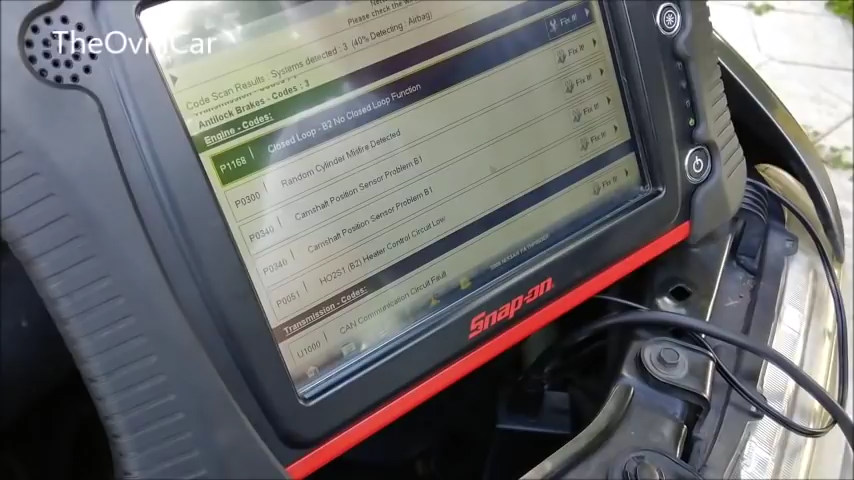 TheOvniCar
Please check the
Code Scan Results : Systems detected : 3 (40% Detecting: Airbag)
Antilock Brakes - Codes : 3
Engine - Codes:
Fix It!
P1168 Closed Loop - B2 No Closed Loop Function
Fix It!
P0300 Random Cylinder Misfire Detected
Fix It!
P0340 Camshaft Position Sensor Problem B1
Fix It!
P0340 Camshaft Position Sensor Problem B1
Fix It!
P0051 HO2S1 (B2) Heater Control Circuit Low
Transmission - Codes:
Fix It!
U1000 CAN Communication Circuit Fault
Snap-on